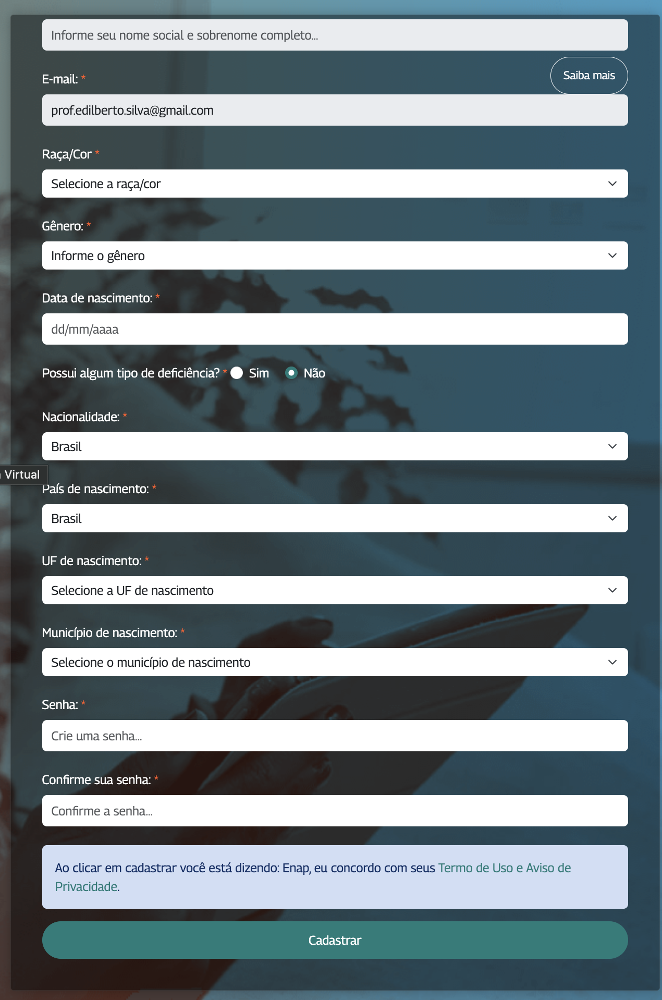 Informe seu nome social e sobrenome completo...
E-mail: *
Saiba mais
prof.edilberto.silva@gmail.com
Raça/Cor *
Selecione a raça/cor
Gênero: *
Informe o gênero
Data de nascimento: *
dd/mm/aaaa
Possui algum tipo de deficiência? * Sim Não
Nacionalidade: *
Brasil
Virtual
País de nascimento: *
Brasil
UF de nascimento: *
Selecione a UF de nascimento
Município de nascimento: *
Selecione o município de nascimento
Senha: *
Crie uma senha...
Confirme sua senha: *
Confirme a senha...
Ao clicar em cadastrar você está dizendo: Enap, eu concordo com seus Termo de Uso e Aviso de
Privacidade.
Cadastrar